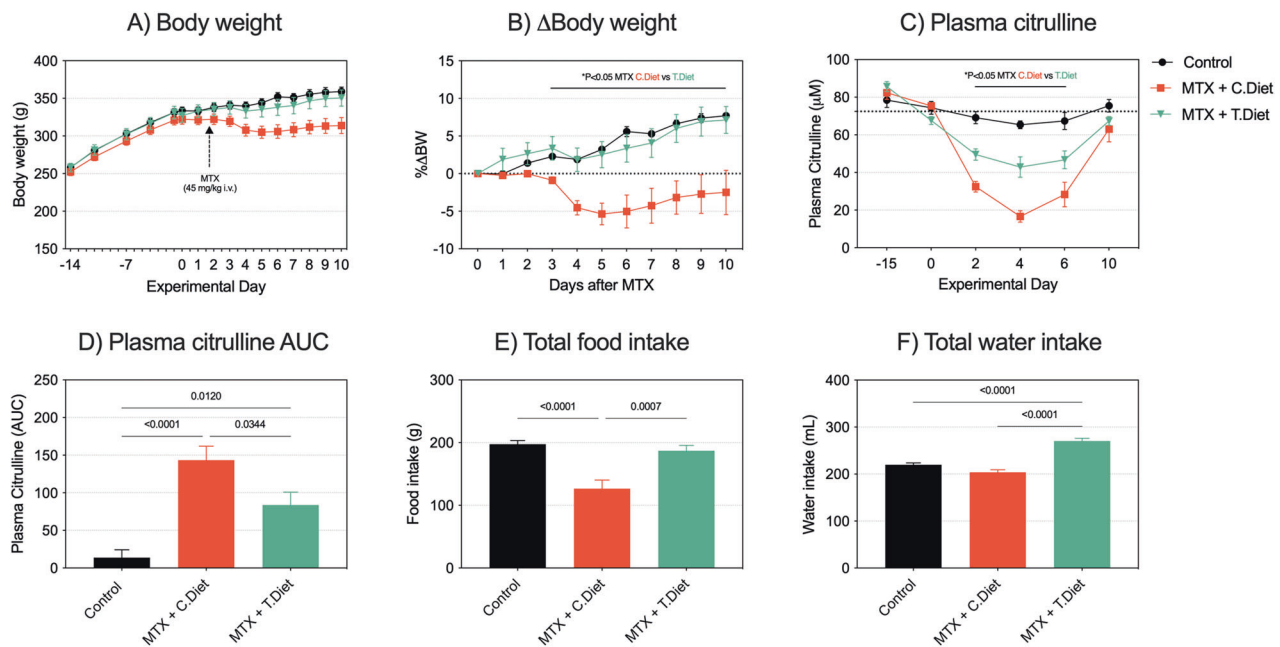 A) Body weight
Body weight (g)
400
350
300
250
200
150
MTX
(45 mg/kg i.v.)
-14
-7
0
1
2
3
4
5
6
7
8
9
10
Experimental Day
B) ΔBody weight
%ΔBW
15
10
5
0
-5
-10
*P<0.05 MTX C.Diet vs T.Diet
0
1
2
3
4
5
6
7
8
9
10
Days after MTX
C) Plasma citrulline
Plasma Citrulline (μM)
100
80
60
40
20
0
*P<0.05 MTX C.Diet vs T.Diet
-15
0
2
4
6
10
Experimental Day
Control
MTX + C.Diet
MTX + T.Diet
D) Plasma citrulline AUC
Plasma Citrulline (AUC)
250
200
150
100
50
0
0.0120
<0.0001
0.0344
Control
MTX + C.Diet
MTX + T.Diet
E) Total food intake
Food intake (g)
300
200
100
0
<0.0001
0.0007
Control
MTX + C.Diet
MTX + T.Diet
F) Total water intake
Water intake (mL)
400
300
200
100
0
<0.0001
<0.0001
Control
MTX + C.Diet
MTX + T.Diet